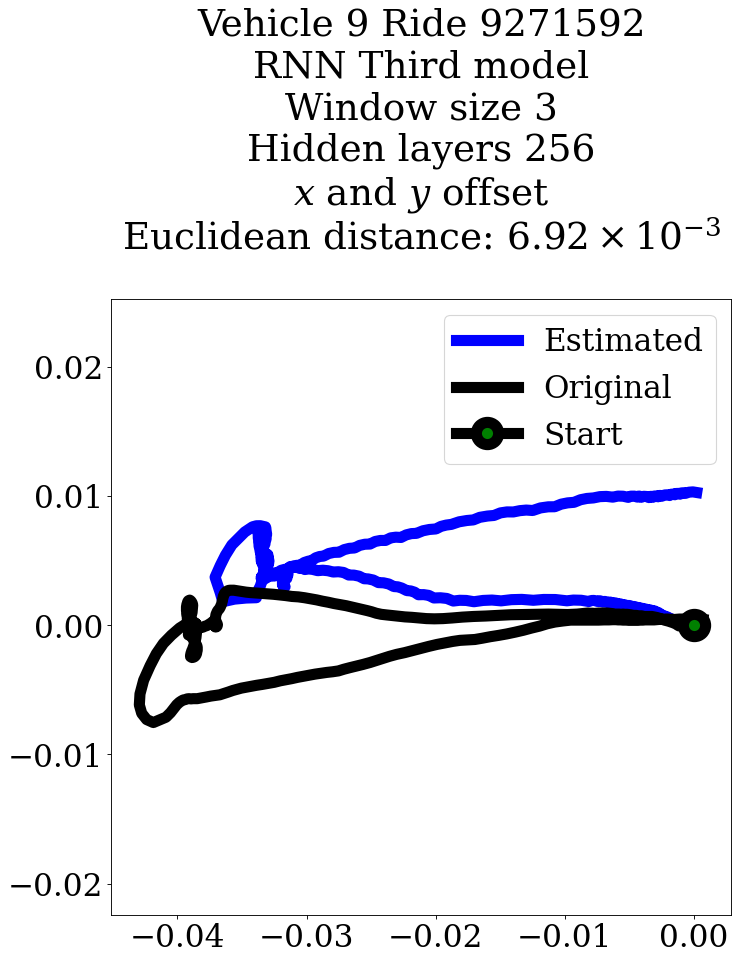 Vehicle 9 Ride 9271592
RNN Third model
Window size 3
Hidden layers 256
x and y offset
Euclidean distance: 6.92 × 10⁻³
Estimated
Original
Start
0.02
0.01
0.00
−0.01
−0.02
−0.04 −0.03 −0.02 −0.01 0.00